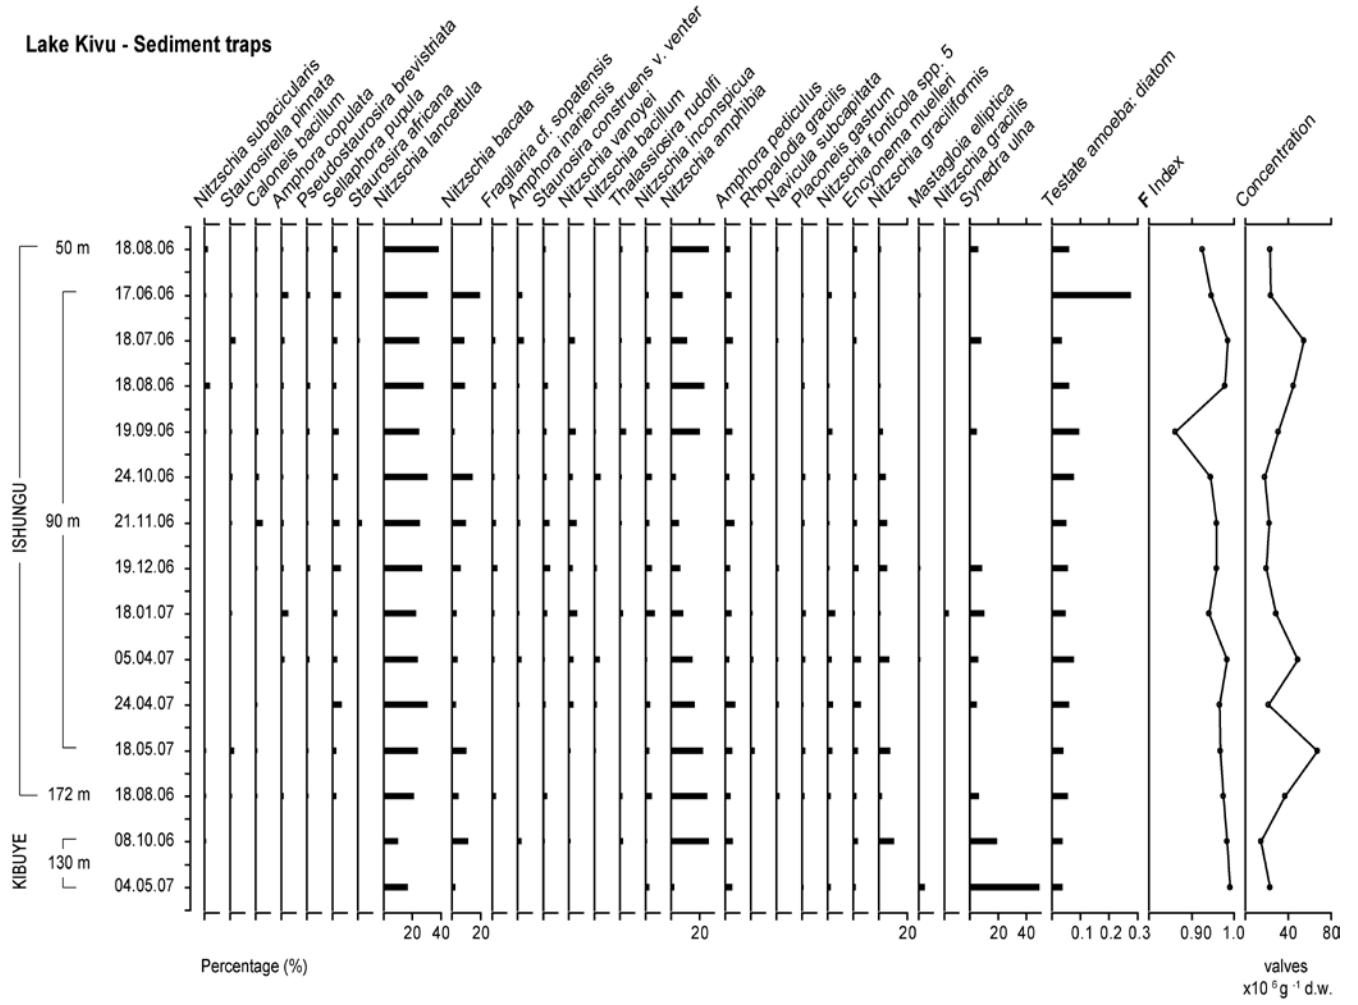 Lake Kivu - Sediment traps
Nitzschia subacicularis
Staurosirella pinnata
Caloneis bacillum
Amphora copulata
Pseudostaurosira brevistriata
Sellaphora pupula
Staurosira africana
Nitzschia lancettula
Nitzschia bacata
Fragilaria cf. sopatensis
Amphora inariensis
Staurosira construens v. venter
Nitzschia vanoyei
Nitzschia bacillum
Thalassiosira rudolfi
Nitzschia inconspicua
Nitzschia amphibia
Amphora pediculus
Rhopalodia gracilis
Navicula subcapitata
Placoneis gastrum
Nitzschia fonticola spp. 5
Encyonema muelleri
Nitzschia graciliformis
Mastagloia elliptica
Nitzschia gracilis
Synedra ulna
Testate amoeba: diatom
F Index
Concentration
50 m 18.08.06
17.06.06
18.07.06
18.08.06
19.09.06
24.10.06
ISHUNGU 90 m 21.11.06
19.12.06
18.01.07
05.04.07
24.04.07
18.05.07
172 m 18.08.06
08.10.06
KIBUYE 130 m
04.05.07
20 40 20 20 20 20 40 0.1 0.2 0.3 0.90 1.0 40 80
Percentage (%)
valves
x10 6 g -1 d.w.